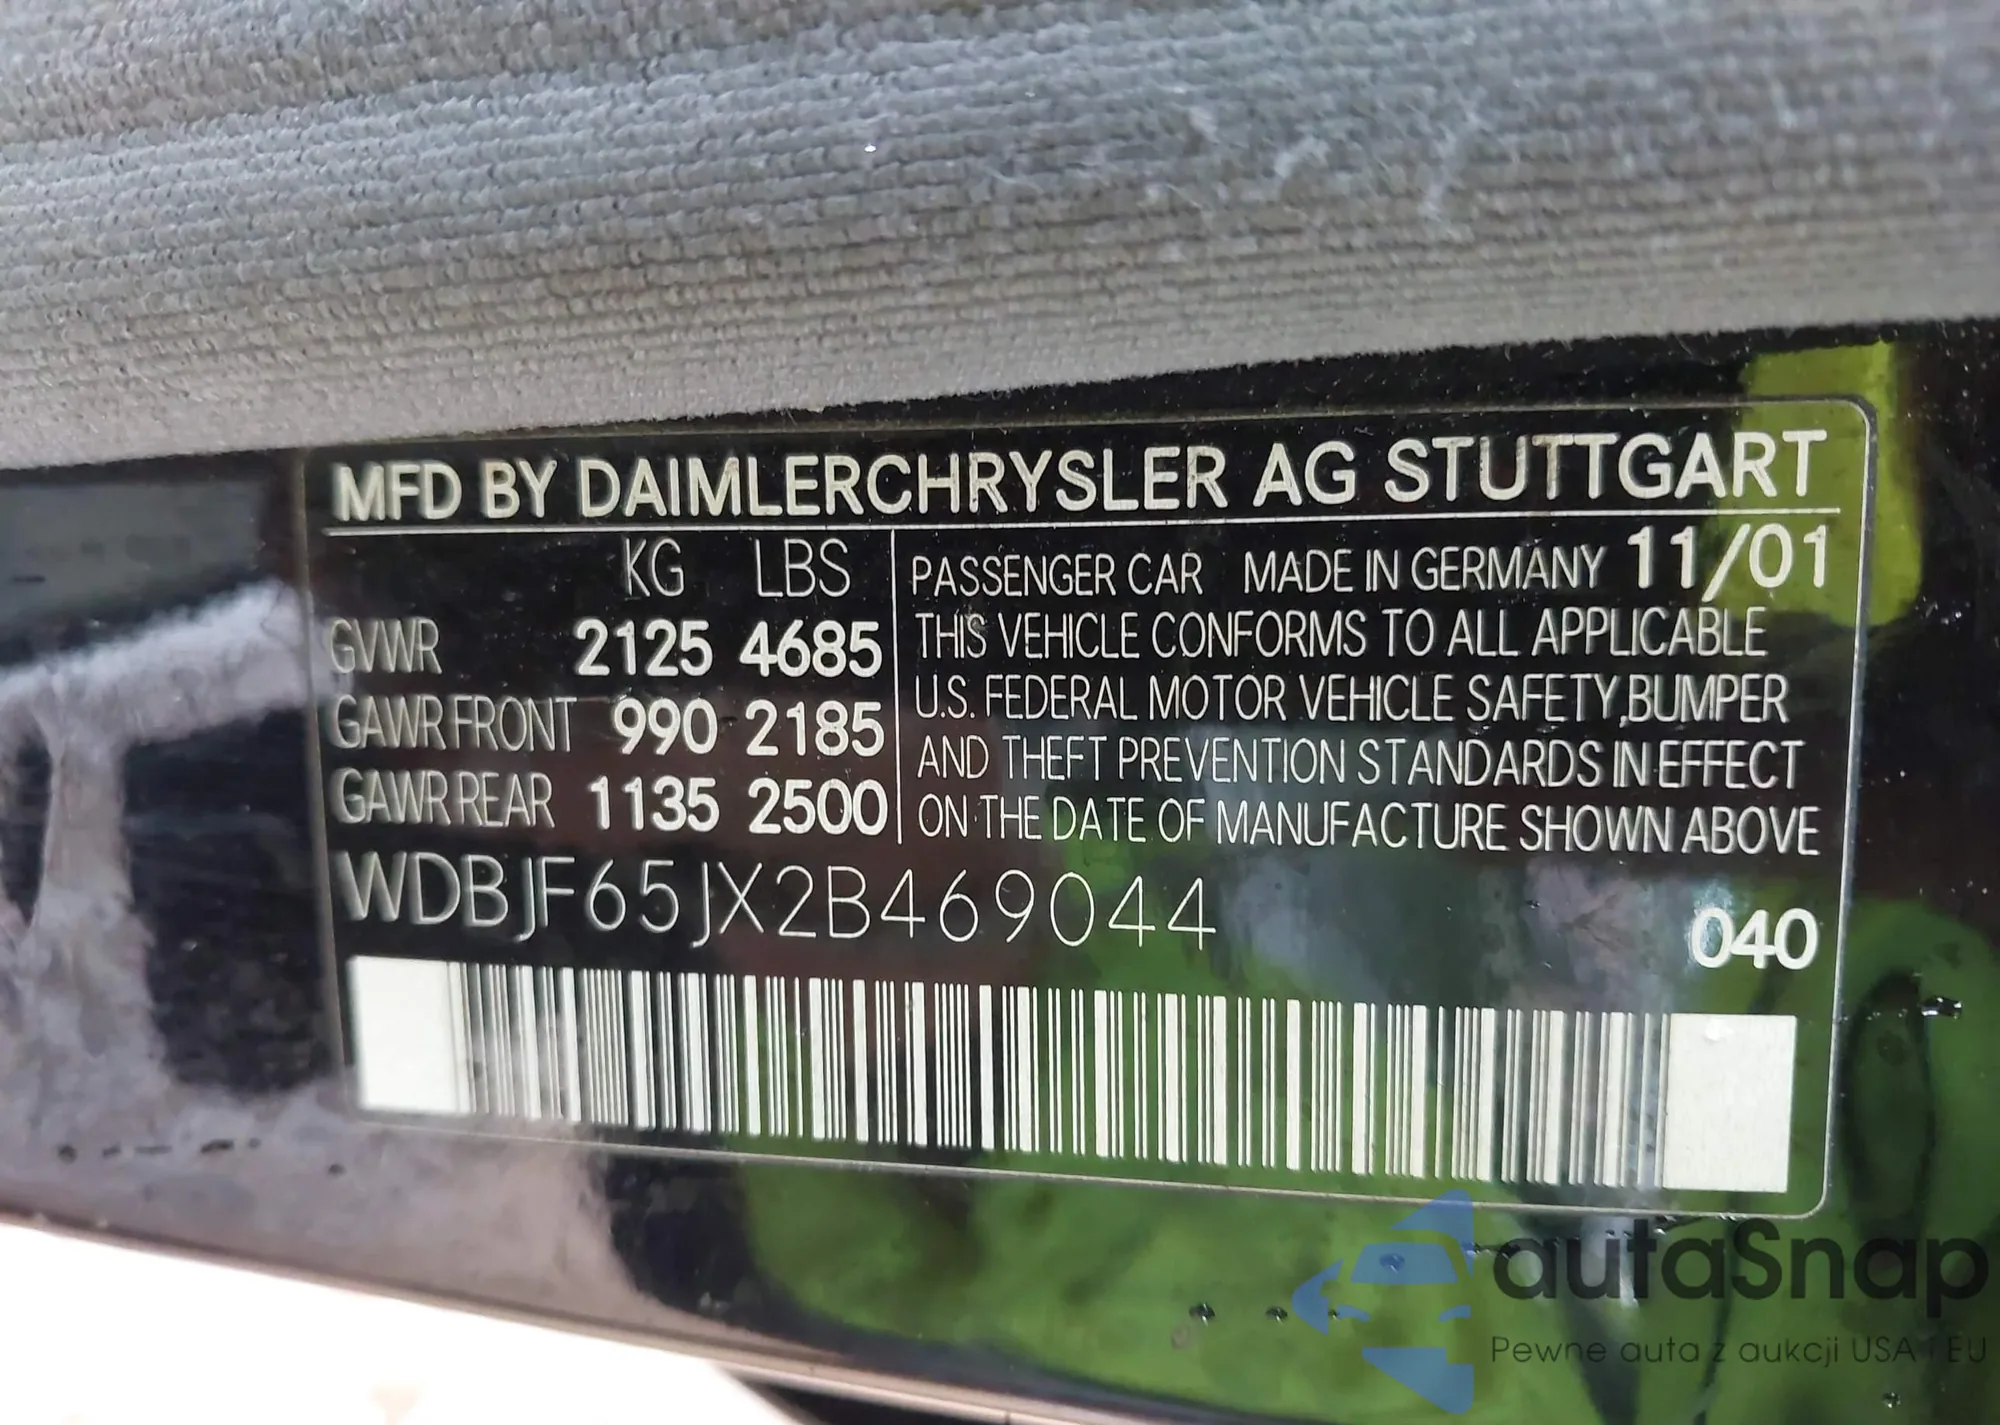 MFD BY DAIMLERCHRYSLER AG STUTTGART
KG LBS
GVWR 2125 4685
GAWR FRONT 990 2185
GAWR REAR 1135 2500
PASSENGER CAR MADE IN GERMANY 11/01
THIS VEHICLE CONFORMS TO ALL APPLICABLE
U.S. FEDERAL MOTOR VEHICLE SAFETY, BUMPER
AND THEFT PREVENTION STANDARDS IN EFFECT
ON THE DATE OF MANUFACTURE SHOWN ABOVE
WDBJF65JX2B469044
040
autaSnap
Pewne auta z aukcji USA i EU